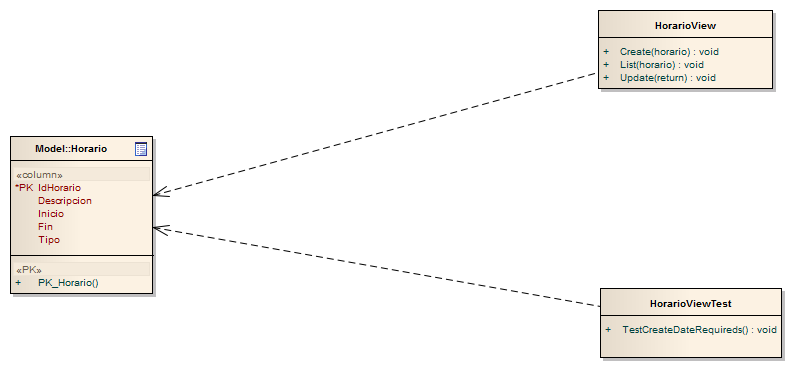 HorarioView
+ Create(horario) : void
+ List(horario) : void
+ Update(return) : void
Model::Horario
«column»
*PK IdHorario
Descripcion
Inicio
Fin
Tipo
«PK»
+ PK_Horario()
HorarioViewTest
+ TestCreateDateRequireds() : void